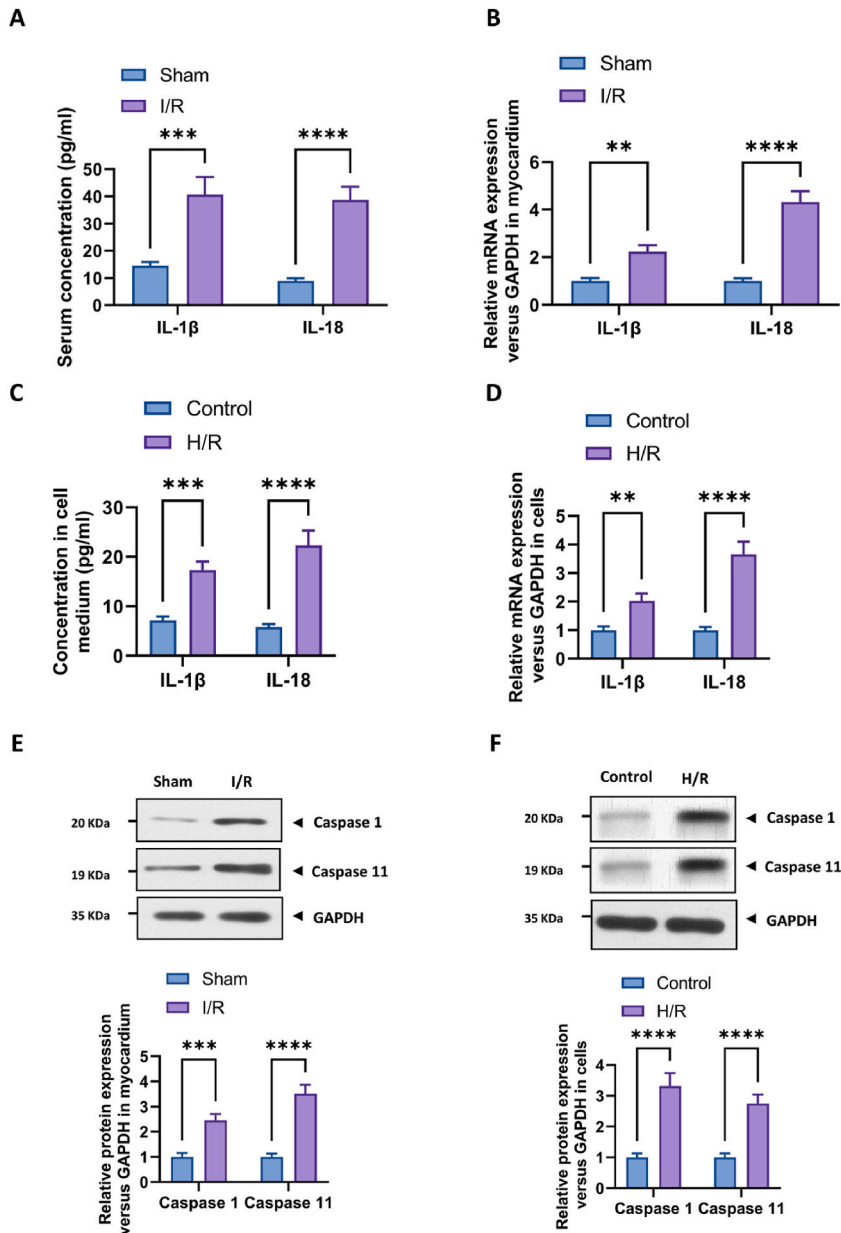 A
Sham
I/R
Serum concentration (pg/ml)
50
40
30
20
10
0
***
****
IL-1β
IL-18
B
Sham
I/R
Relative mRNA expression
versus GAPDH in myocardium
6
4
2
0
**
****
IL-1β
IL-18
C
Control
H/R
Concentration in cell
medium (pg/ml)
30
20
10
0
***
****
IL-1β
IL-18
D
Control
H/R
Relative mRNA expression
versus GAPDH in cells
5
4
3
2
1
0
**
****
IL-1β
IL-18
E
Sham I/R
20 KDa Caspase 1
19 KDa Caspase 11
35 KDa GAPDH
Sham
I/R
Relative protein expression
versus GAPDH in myocardium
5
4
3
2
1
0
***
****
Caspase 1 Caspase 11
F
Control H/R
20 KDa Caspase 1
19 KDa Caspase 11
35 KDa GAPDH
Control
H/R
Relative protein expression
versus GAPDH in cells
4
3
2
1
0
****
****
Caspase 1 Caspase 11